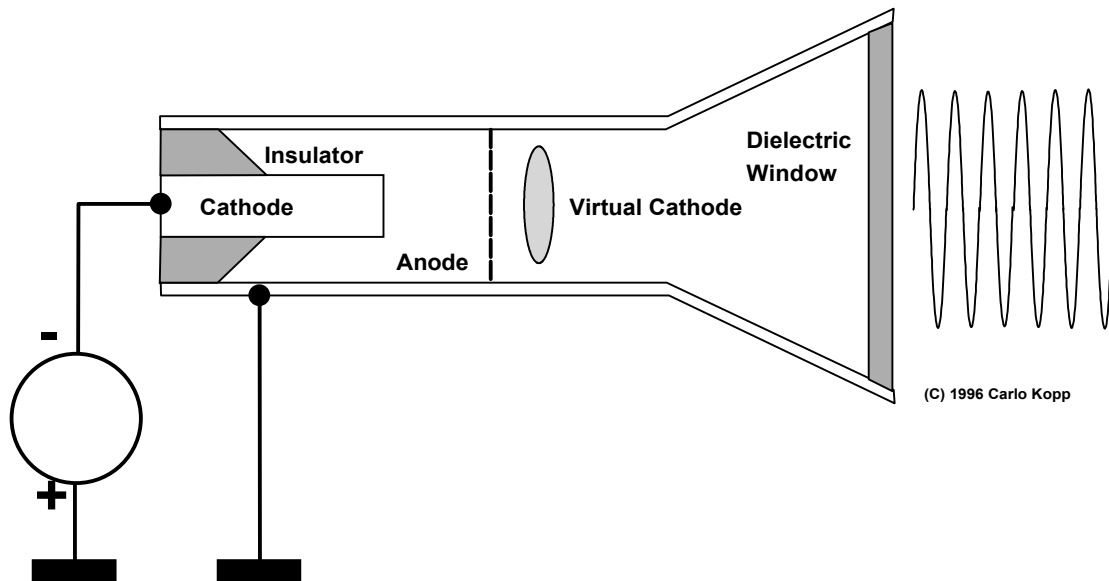 Insulator
Cathode
Anode
Virtual Cathode
Dielectric
Window
-
+
(C) 1996 Carlo Kopp